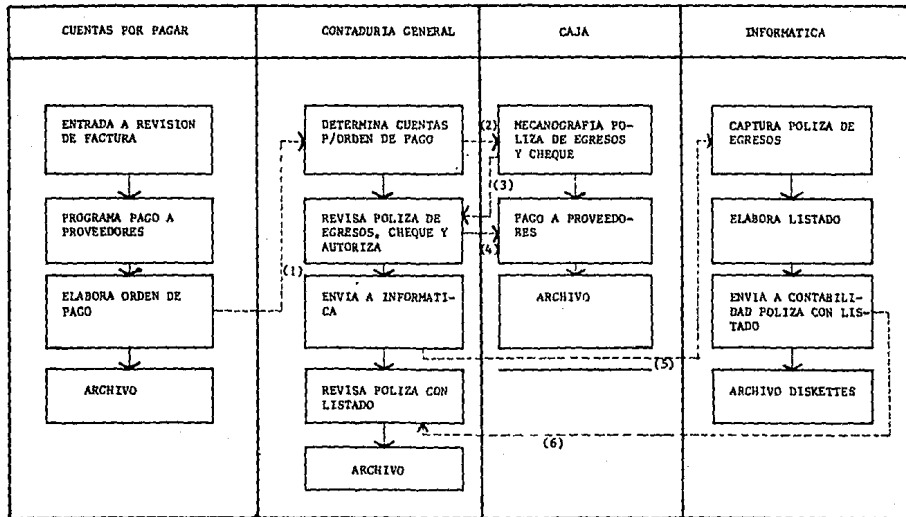 CUENTAS POR PAGAR
CONTADURIA GENERAL
CAJA
INFORMATICA
ENTRADA A REVISION
DE FACTURA
PROGRAMA PAGO A
PROVEEDORES
(1)
ELABORA ORDEN DE
PAGO
ARCHIVO
DETERMINA CUENTAS
P/ORDEN DE PAGO
(2)
REVISA POLIZA DE
EGRESOS, CHEQUE Y
AUTORIZA
(3)
(4)
ENVIA A INFORMATI-
CA
REVISA POLIZA CON
LISTADO
ARCHIVO
MECANOGRAFIA PO-
LIZA DE EGRESOS
Y CHEQUE
PAGO A PROVEEDO-
RES
ARCHIVO
(5)
(6)
CAPTURA POLIZA DE
EGRESOS
ELABORA LISTADO
ENVIA A CONTABILI-
DAD POLIZA CON LIS-
TADO
ARCHIVO DISKETTES